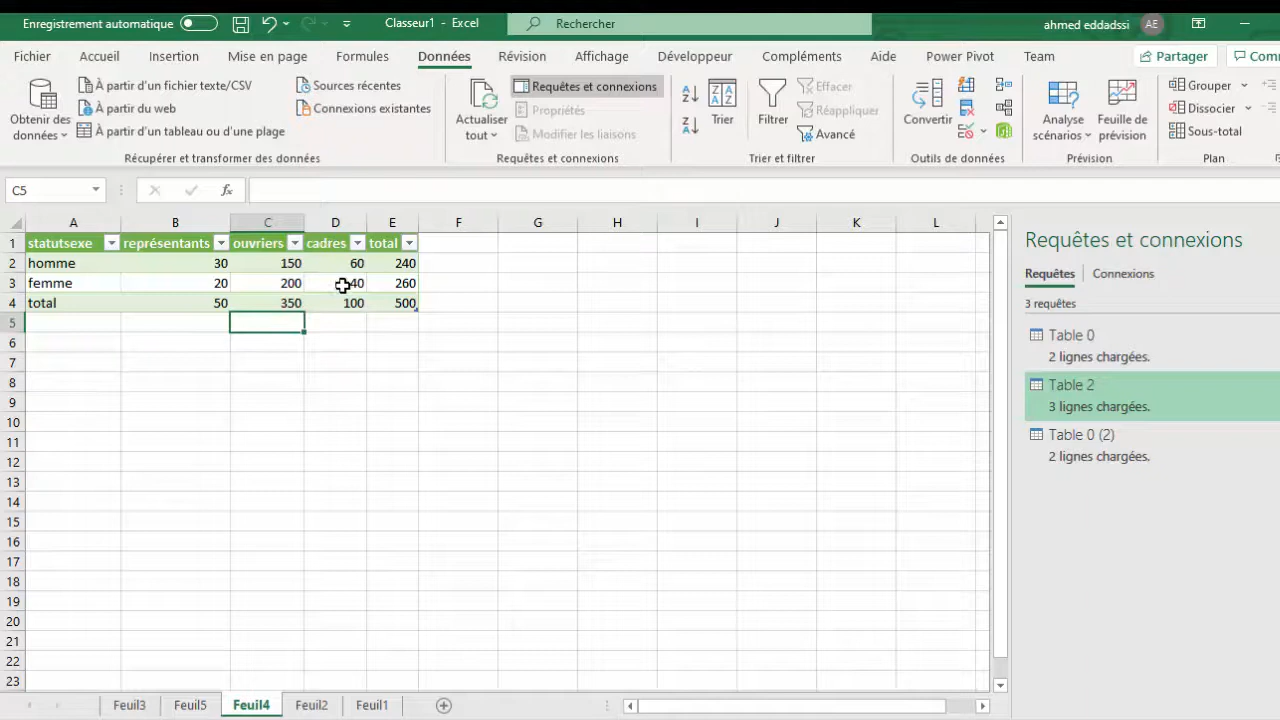 Enregistrement automatique
Classeur1 - Excel
Rechercher
ahmed eddadssi
AE
Fichier Accueil Insertion Mise en page Formules Données Révision Affichage Développeur Compléments Aide Power Pivot Team
Partager
Obtenir des données
À partir d'un fichier texte/CSV
À partir du web
À partir d'un tableau ou d'une plage
Sources récentes
Connexions existantes
Récupérer et transformer des données
Actualiser tout
Requêtes et connexions
Propriétés
Modifier les liaisons
Requêtes et connexions
Trier
Filtrer
Effacer
Réappliquer
Avancé
Trier et filtrer
Convertir
Outils de données
Analyse scénarios
Feuille de prévision
Prévision
Grouper
Dissocier
Sous-total
Plan
C5
fx
A B C D E F G H I J K L
1 statutsexe représentants ouvriers cadres total
2 homme 30 150 60 240
3 femme 20 200 40 260
4 total 50 350 100 500
5
6
7
8
9
10
11
12
13
14
15
16
17
18
19
20
21
22
23
Requêtes et connexions
Requêtes Connexions
3 requêtes
Table 0
2 lignes chargées.
Table 2
3 lignes chargées.
Table 0 (2)
2 lignes chargées.
Feuil3 Feuil5 Feuil4 Feuil2 Feuil1